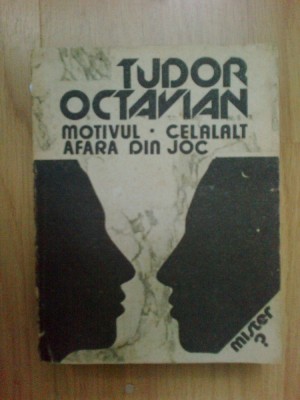 TUDOR
OCTAVIAN
MOTIVUL • CELALALT
AFARA DIN JOC
mister
?